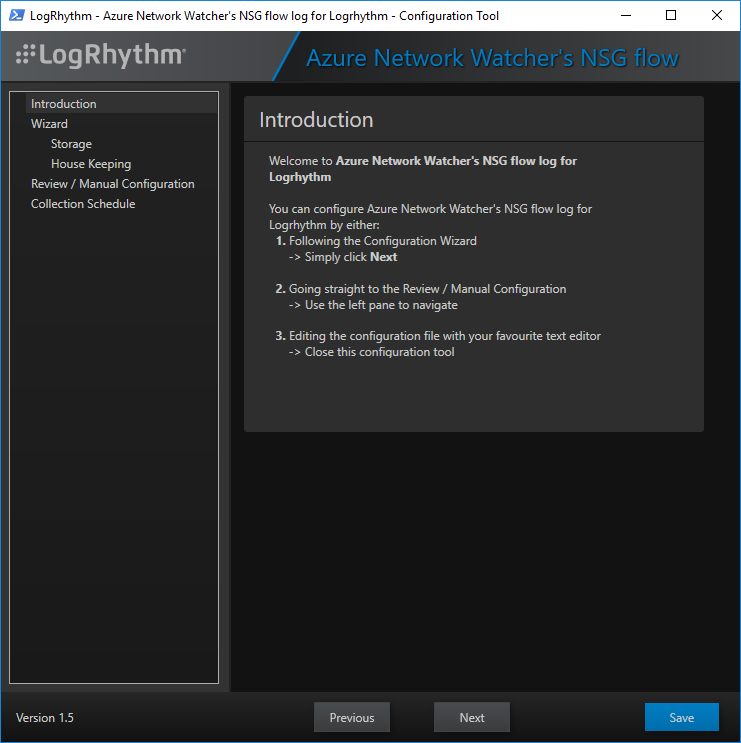 LogRhythm - Azure Network Watcher's NSG flow log for Logrhythm - Configuration Tool
LogRhythm
Azure Network Watcher's NSG flow
Introduction
Wizard
Storage
House Keeping
Review / Manual Configuration
Collection Schedule
Introduction
Welcome to Azure Network Watcher's NSG flow log for
Logrhythm
You can configure Azure Network Watcher's NSG flow log for
Logrhythm by either:
1. Following the Configuration Wizard
-> Simply click Next
2. Going straight to the Review / Manual Configuration
-> Use the left pane to navigate
3. Editing the configuration file with your favourite text editor
-> Close this configuration tool
Version 1.5
Previous
Next
Save